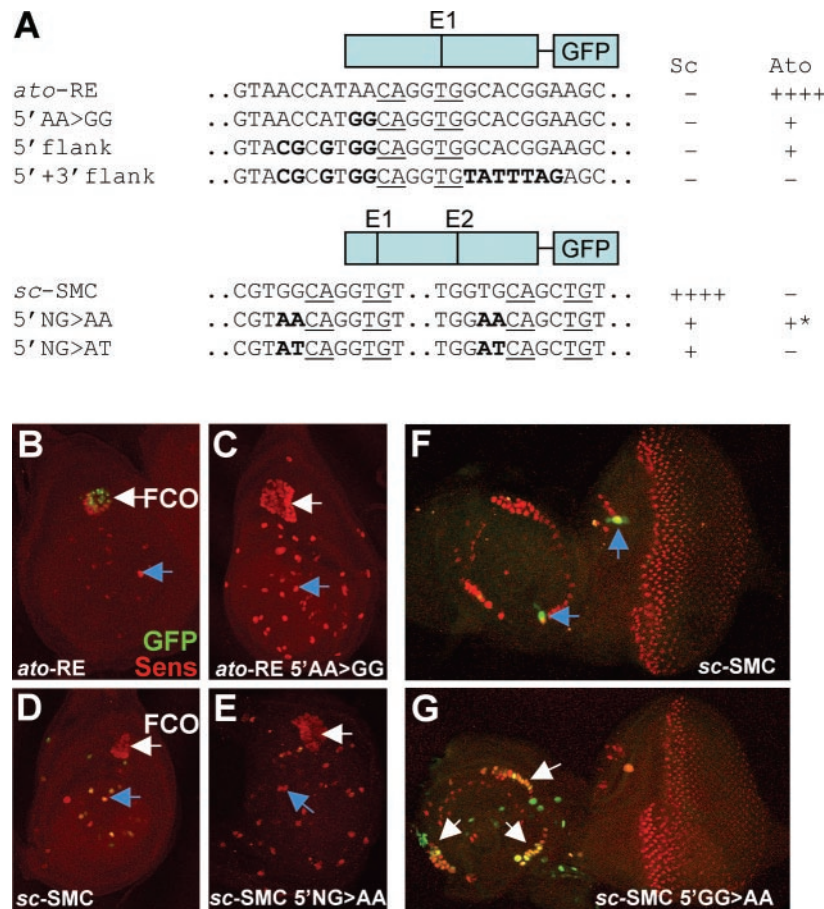 A
E1
GFP
Sc Ato
ato-RE ..GTAACCATAACAGGTGGCACGGAAGC.. – ++++
5'AA>GG ..GTAACCATGGCAGGTGGCACGGAAGC.. – +
5'flank ..GTACGCGTGGCAGGTGGCACGGAAGC.. – +
5'+3'flank ..GTACGCGTGGCAGGTGTATTTAGAGC.. – –
E1 E2
GFP
sc-SMC ..CGTGGCAGGTGT..TGGTGCAGCTGT.. ++++ –
5'NG>AA ..CGTAACAGGTGT..TGGAACAGCTGT.. + +*
5'NG>AT ..CGTATCAGGTGT..TGGATCAGCTGT.. + –
B
FCO
GFP
Sens
ato-RE
C
ato-RE 5'AA>GG
F
sc-SMC
D
FCO
sc-SMC
E
sc-SMC 5'NG>AA
G
sc-SMC 5'GG>AA